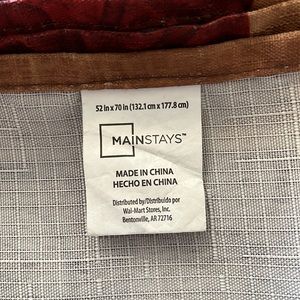 52 in x 70 in (132.1 cm x 177.8 cm)
MAINSTAYS™
MADE IN CHINA
HECHO EN CHINA
Distributed by/Distribuido por
Wal-Mart Stores, Inc.
Bentonville, AR 72716